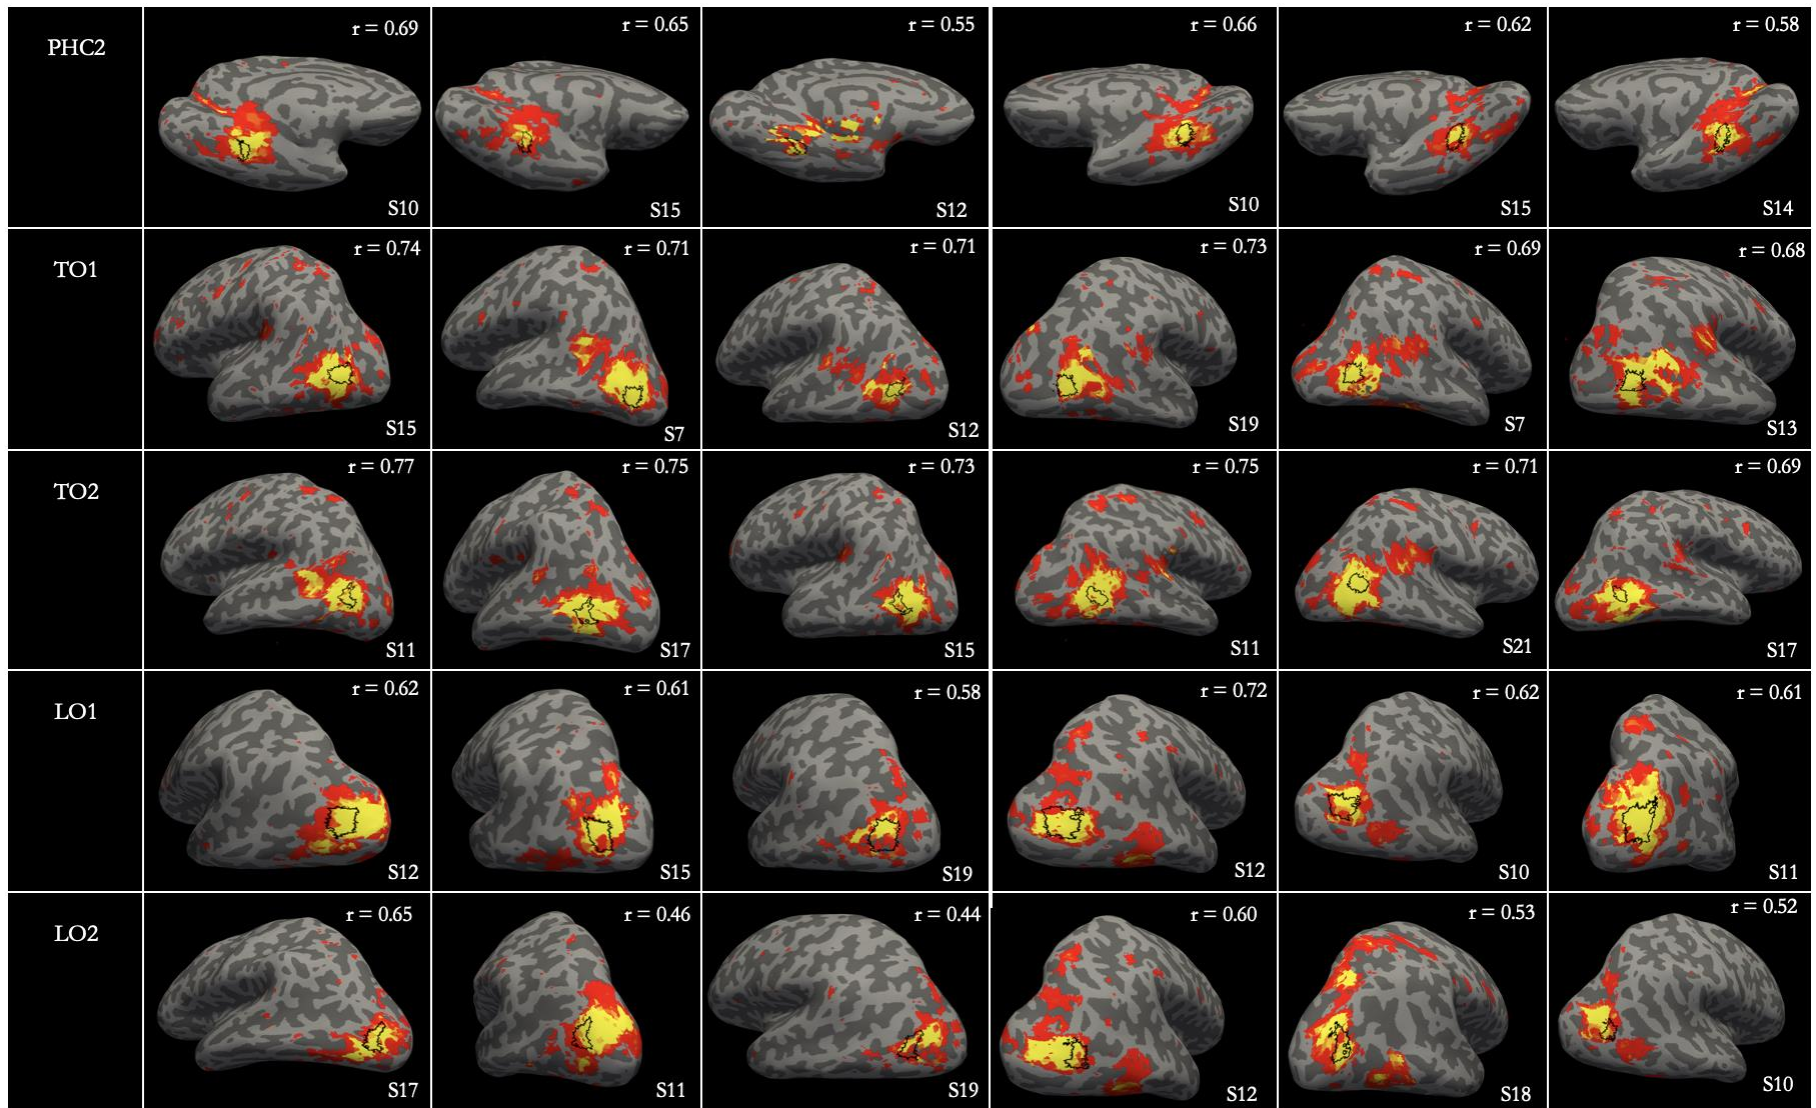 PHC2
r = 0.69
S10
r = 0.65
S15
r = 0.55
S12
r = 0.66
S10
r = 0.62
S15
r = 0.58
S14
TO1
r = 0.74
S15
r = 0.71
S7
r = 0.71
S12
r = 0.73
S19
r = 0.69
S7
r = 0.68
S13
TO2
r = 0.77
S11
r = 0.75
S17
r = 0.73
S15
r = 0.75
S11
r = 0.71
S21
r = 0.69
S17
LO1
r = 0.62
S12
r = 0.61
S15
r = 0.58
S19
r = 0.72
S12
r = 0.62
S10
r = 0.61
S11
LO2
r = 0.65
S17
r = 0.46
S11
r = 0.44
S19
r = 0.60
S12
r = 0.53
S18
r = 0.52
S10